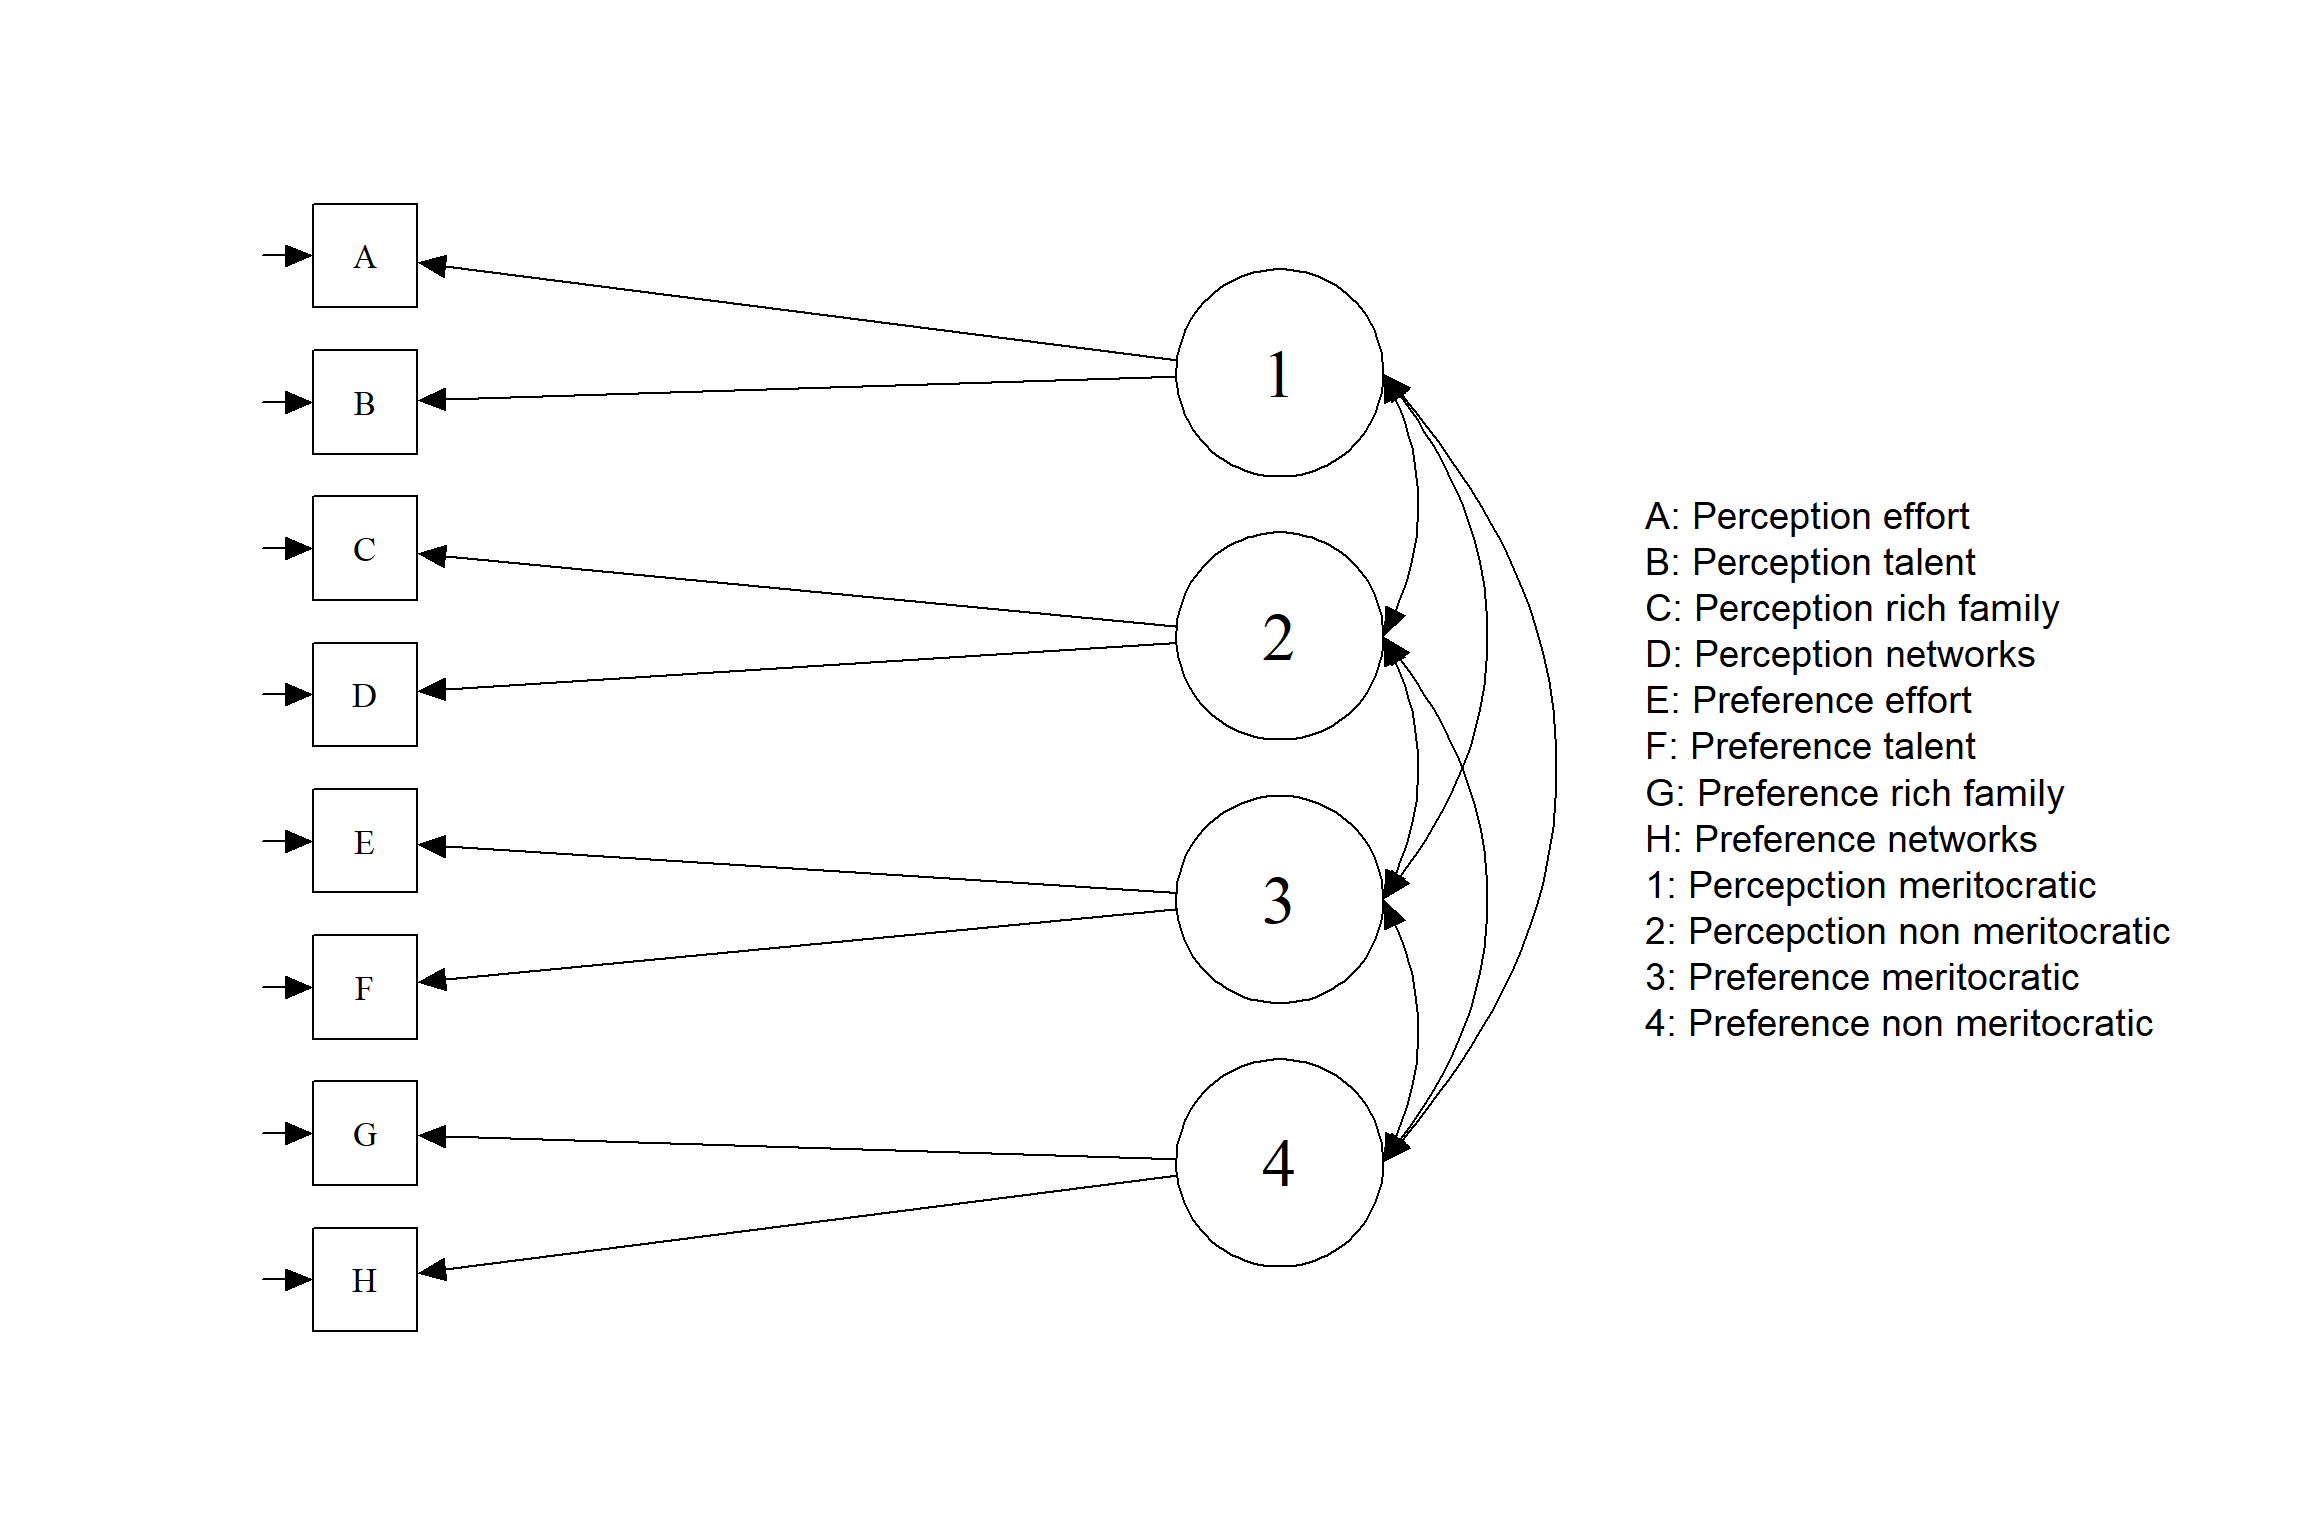 A
B
C
D
E
F
G
H
1
2
3
4
A: Perception effort
B: Perception talent
C: Perception rich family
D: Perception networks
E: Preference effort
F: Preference talent
G: Preference rich family
H: Preference networks
1: Percepction meritocratic
2: Percepction non meritocratic
3: Preference meritocratic
4: Preference non meritocratic